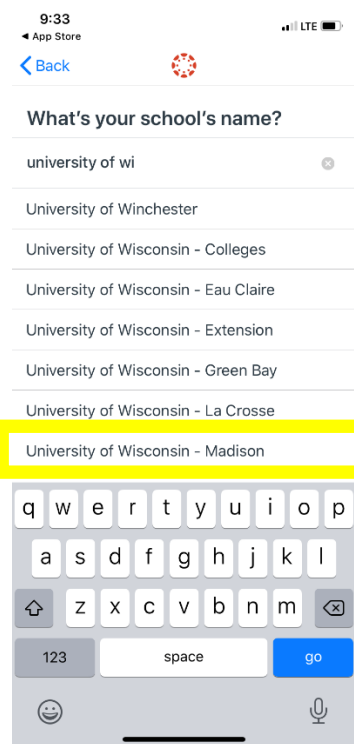 9:33
LTE
◀ App Store
Back
What's your school's name?
university of wi
University of Winchester
University of Wisconsin - Colleges
University of Wisconsin - Eau Claire
University of Wisconsin - Extension
University of Wisconsin - Green Bay
University of Wisconsin - La Crosse
University of Wisconsin - Madison
q w e r t y u i o p
a s d f g h j k l
z x c v b n m
123 space go